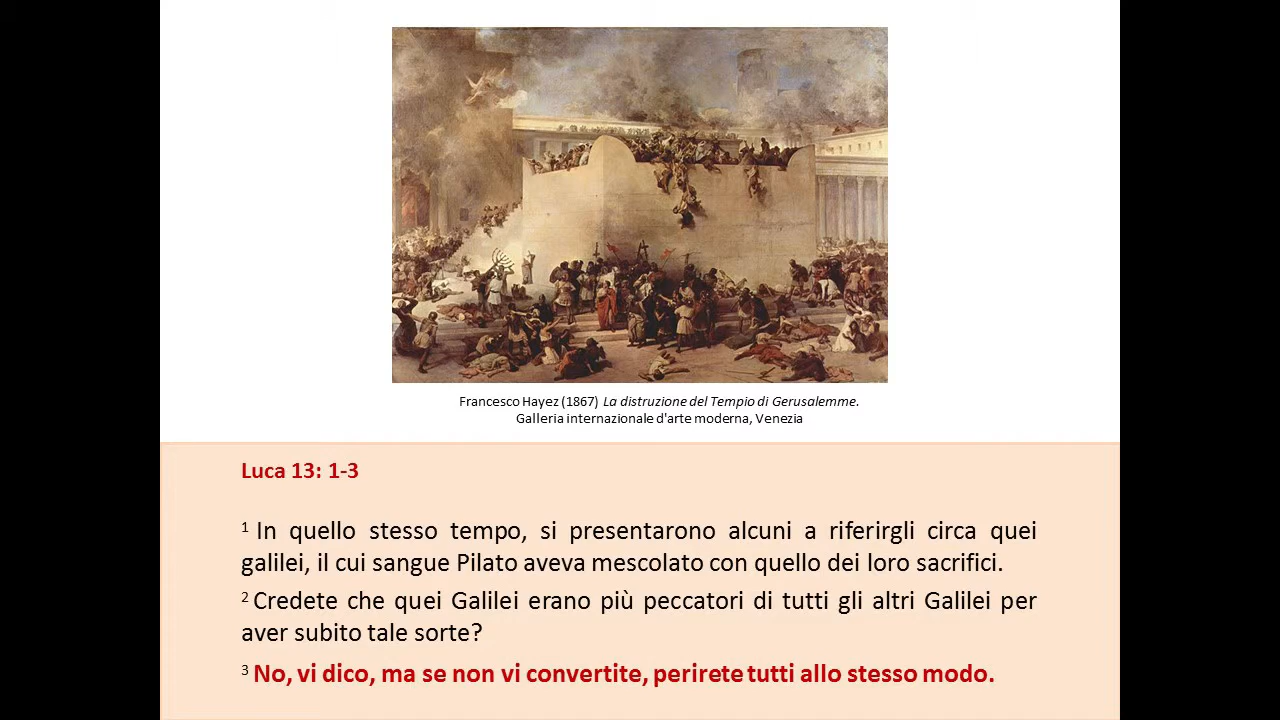 Francesco Hayez (1867) La distruzione del Tempio di Gerusalemme.
Galleria internazionale d'arte moderna, Venezia
Luca 13: 1-3
1 In quello stesso tempo, si presentarono alcuni a riferirgli circa quei
galilei, il cui sangue Pilato aveva mescolato con quello dei loro sacrifici.
2 Credete che quei Galilei erano più peccatori di tutti gli altri Galilei per
aver subito tale sorte?
3 No, vi dico, ma se non vi convertite, perirete tutti allo stesso modo.